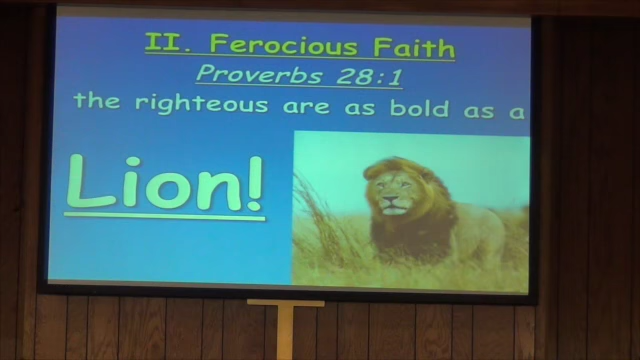 II. Ferocious Faith
Proverbs 28:1
the righteous are as bold as a
Lion!